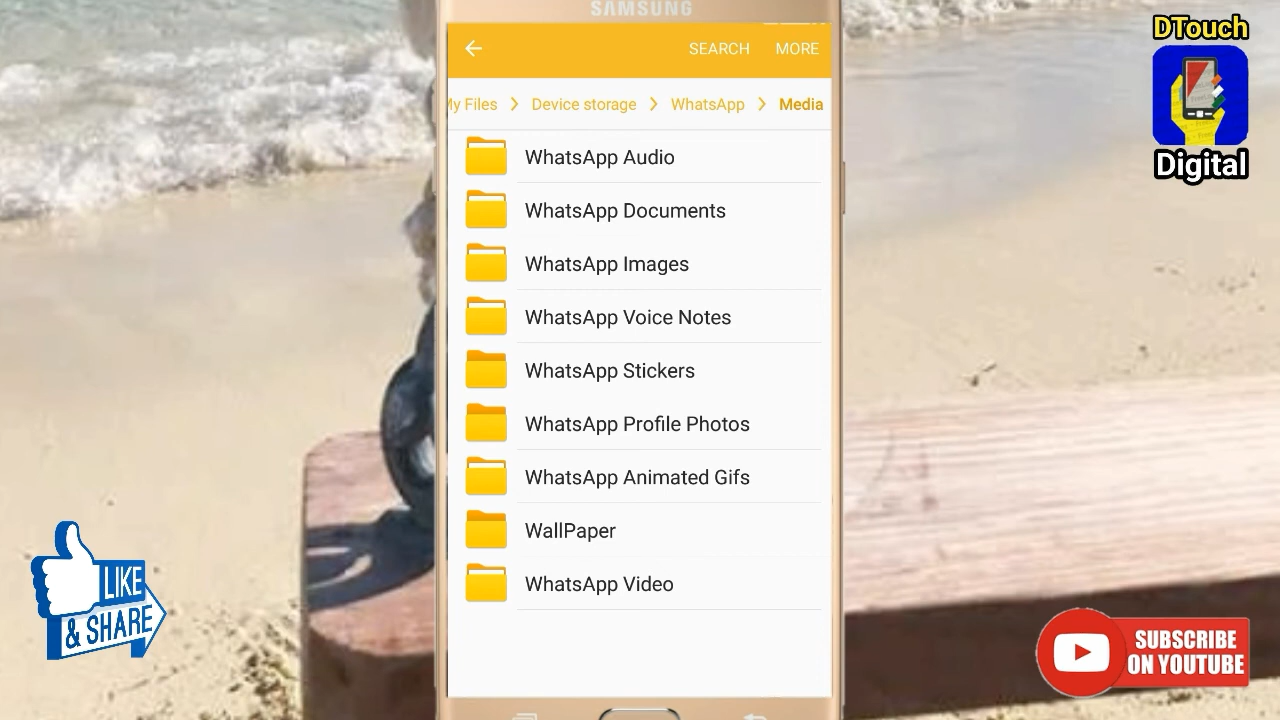 SAMSUNG
SEARCH MORE
My Files > Device storage > WhatsApp > Media
WhatsApp Audio
WhatsApp Documents
WhatsApp Images
WhatsApp Voice Notes
WhatsApp Stickers
WhatsApp Profile Photos
WhatsApp Animated Gifs
WallPaper
WhatsApp Video
DTouch
Digital
LIKE
& SHARE
SUBSCRIBE
ON YOUTUBE